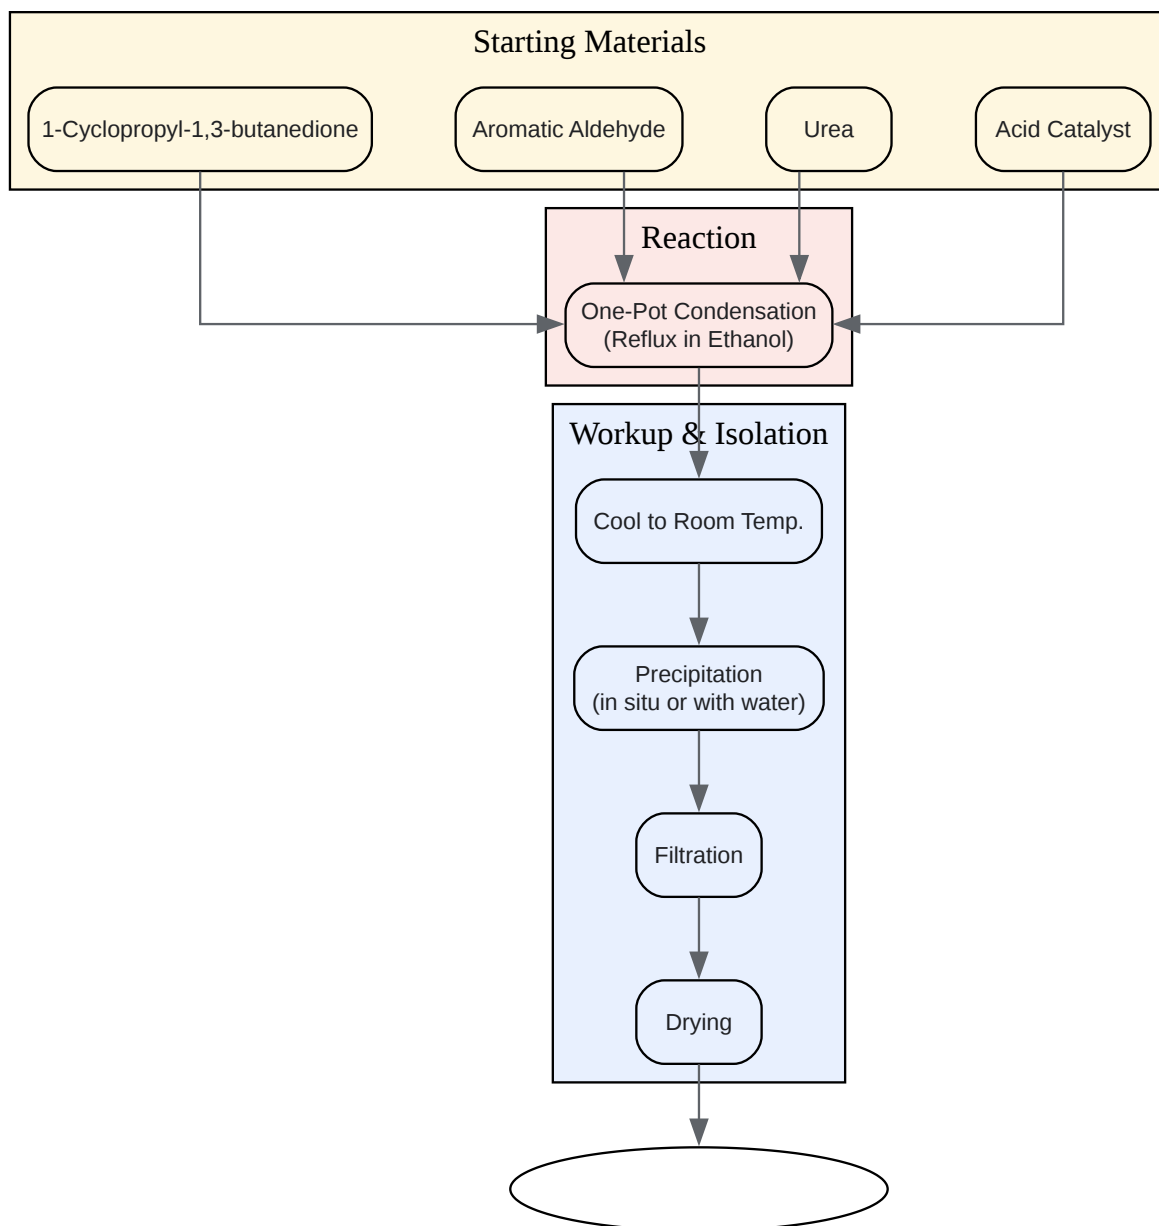 Starting Materials
1-Cyclopropyl-1,3-butanedione
Aromatic Aldehyde
Urea
Acid Catalyst
Reaction
One-Pot Condensation
(Reflux in Ethanol)
Workup & Isolation
Cool to Room Temp.
Precipitation
(in situ or with water)
Filtration
Drying